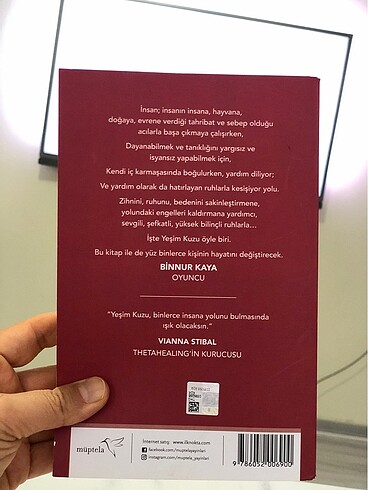 İnsan; insanın insana, hayvana,
doğaya, evrene verdiği tahribat ve sebep olduğu
acılarla başa çıkmaya çalışırken,
Dayanabilmek ve tanıklığını yargısız ve
isyansız yapabilmek için,
Kendi iç karmaşasında boğulurken, yardım diliyor;
Ve yardım olarak da hatırlayan ruhlarla kesişiyor yolu.
Zihnini, ruhunu, bedenini sakinleştirmene,
yolundaki engelleri kaldırmana yardımcı,
sevgili, şefkatli, yüksek bilinçli ruhlarla...
İşte Yeşim Kuzu öyle biri.
Bu kitap ile de yüz binlerce kişinin hayatını değiştirecek.
BİNNUR KAYA
OYUNCU
"Yeşim Kuzu, binlerce insana yolunu bulmasında
ışık olacaksın."
VIANNA STIBAL
THETAHEALING'İN KURUCUSU
müptela
İnternet satış: www.ilknokta.com
facebook.com/muptelayayinlari
instagram.com/muptela_yayinlari
9 786052 006900